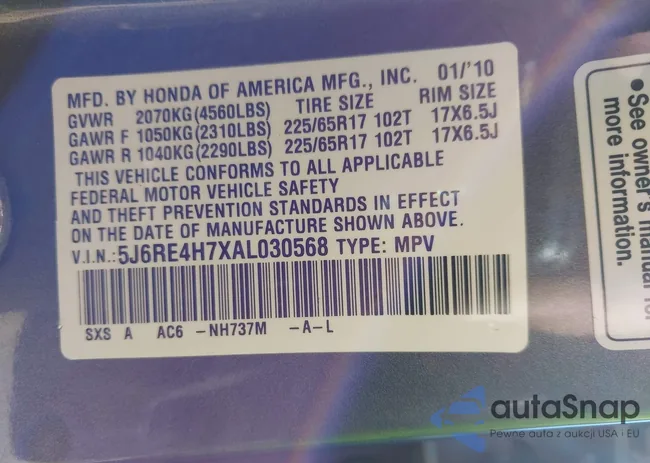 MFD. BY HONDA OF AMERICA MFG., INC. 01/'10
GVWR 2070KG(4560LBS) TIRE SIZE RIM SIZE
GAWR F 1050KG(2310LBS) 225/65R17 102T 17X6.5J
GAWR R 1040KG(2290LBS) 225/65R17 102T 17X6.5J
THIS VEHICLE CONFORMS TO ALL APPLICABLE
FEDERAL MOTOR VEHICLE SAFETY
AND THEFT PREVENTION STANDARDS IN EFFECT
ON THE DATE OF MANUFACTURE SHOWN ABOVE.
V.I.N.:5J6RE4H7XAL030568 TYPE: MPV
SXS A AC6 -NH737M -A-L
•See owner's
more information.
manual for
autaSnap
Pewne auta z aukcji USA · EU